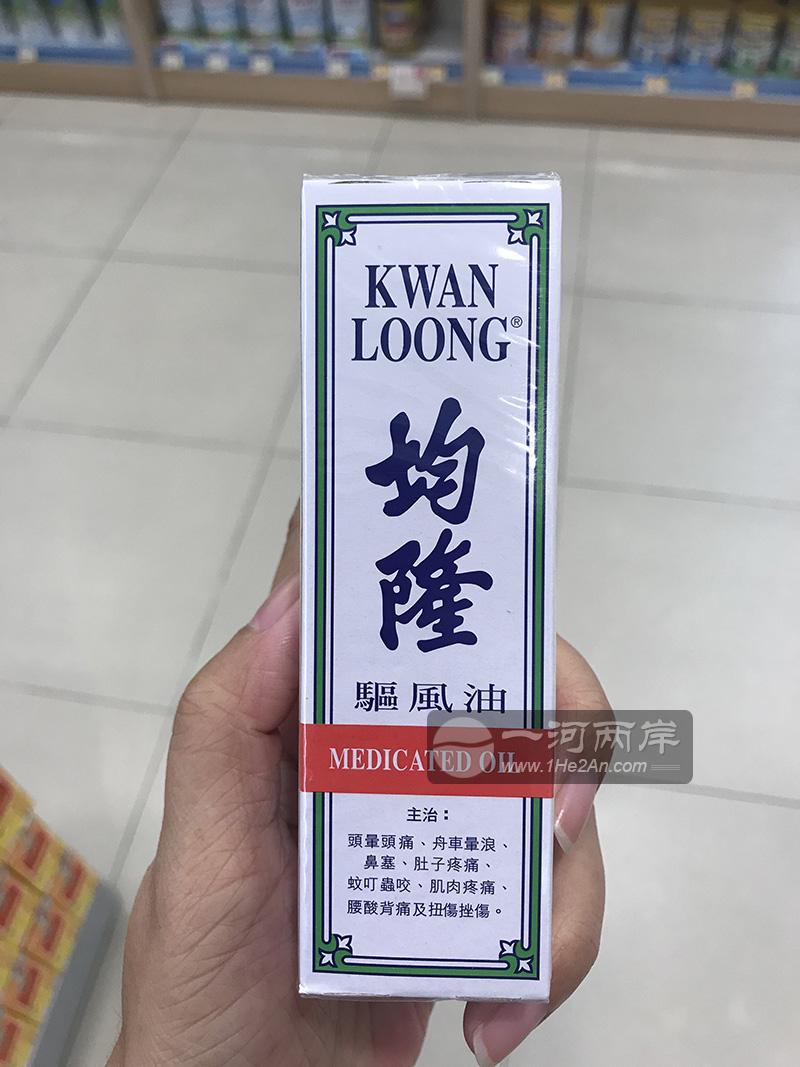 KWAN
LOONG®
均
隆
驅風油
MEDICATED OIL
主治：
頭暈頭痛、舟車暈浪、
鼻塞、肚子疼痛、
蚊叮蟲咬、肌肉疼痛、
腰酸背痛及扭傷挫傷。
一河两岸
www.1He2An.com